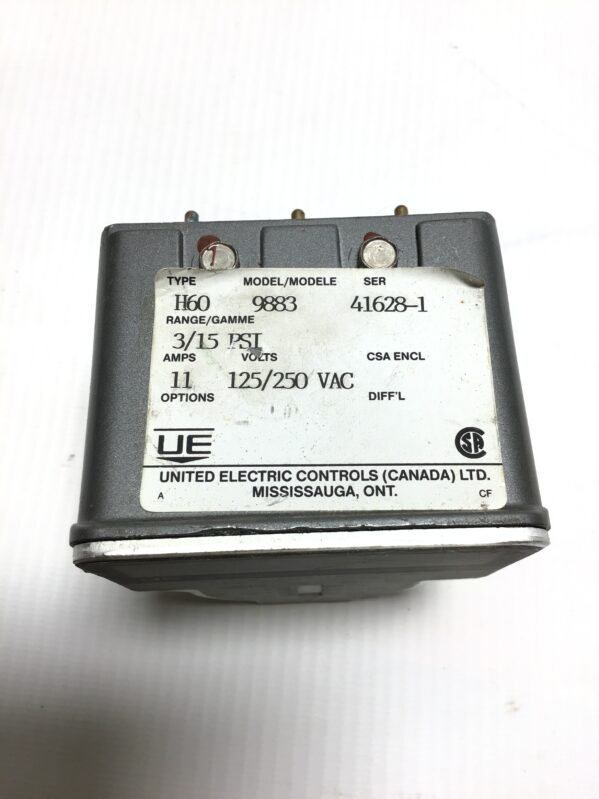 TYPE MODEL/MODELE SER
H60 9883 41628-1
RANGE/GAMME
3/15 PSI
AMPS VOLTS CSA ENCL
11 125/250 VAC
OPTIONS DIFF'L
UE
SA
UNITED ELECTRIC CONTROLS (CANADA) LTD.
A MISSISSAUGA, ONT. CF